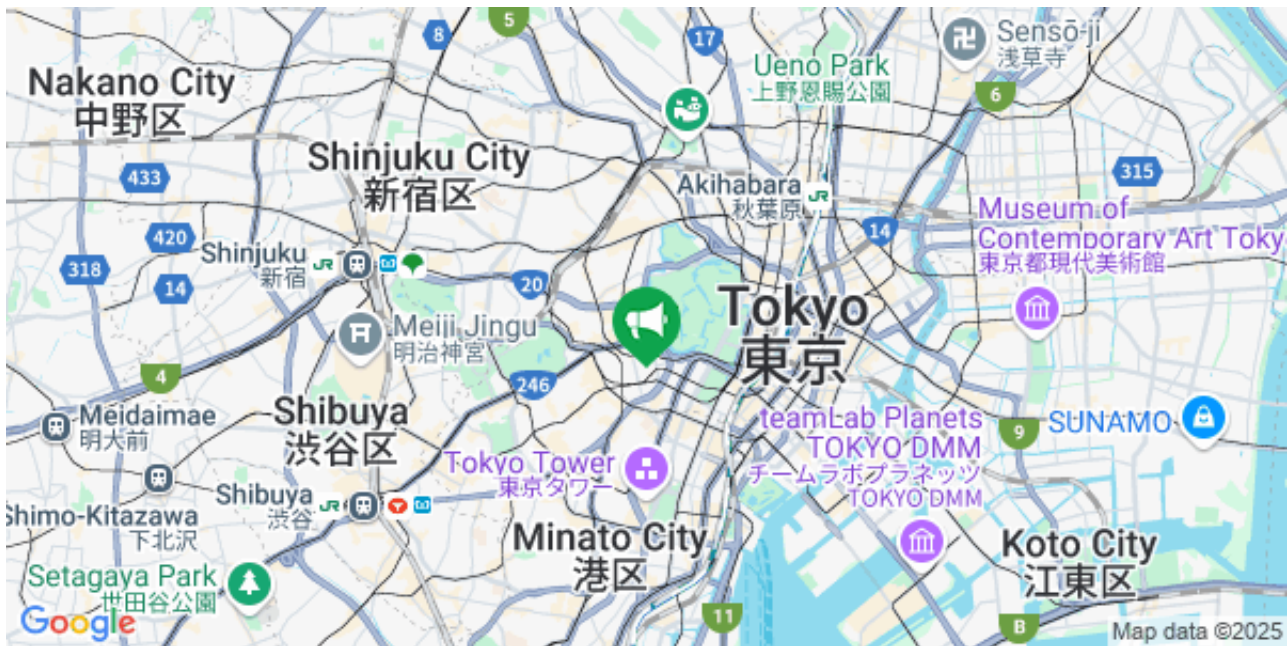 5
8
17
Sensō-ji
浅草寺
Nakano City
中野区
Ueno Park
上野恩賜公園
6
Shinjuku City
新宿区
433
Akihabara
秋葉原
JR
315
420
Museum of
Contemporary Art Tokyo
東京都現代美術館
14
318
Shinjuku
新宿
JR
20
14
Tokyo
東京
Meiji Jingu
明治神宮
4
246
Meidaimae
明大前
Shibuya
渋谷区
teamLab Planets
TOKYO DMM
チームラボプラネッツ
TOKYO DMM
9
SUNAMO
Tokyo Tower
東京タワー
Shibuya
渋谷
JR
Shimo-Kitazawa
下北沢
Minato City
港区
Koto City
江東区
Setagaya Park
世田谷公園
11
B
Google
Map data ©2025